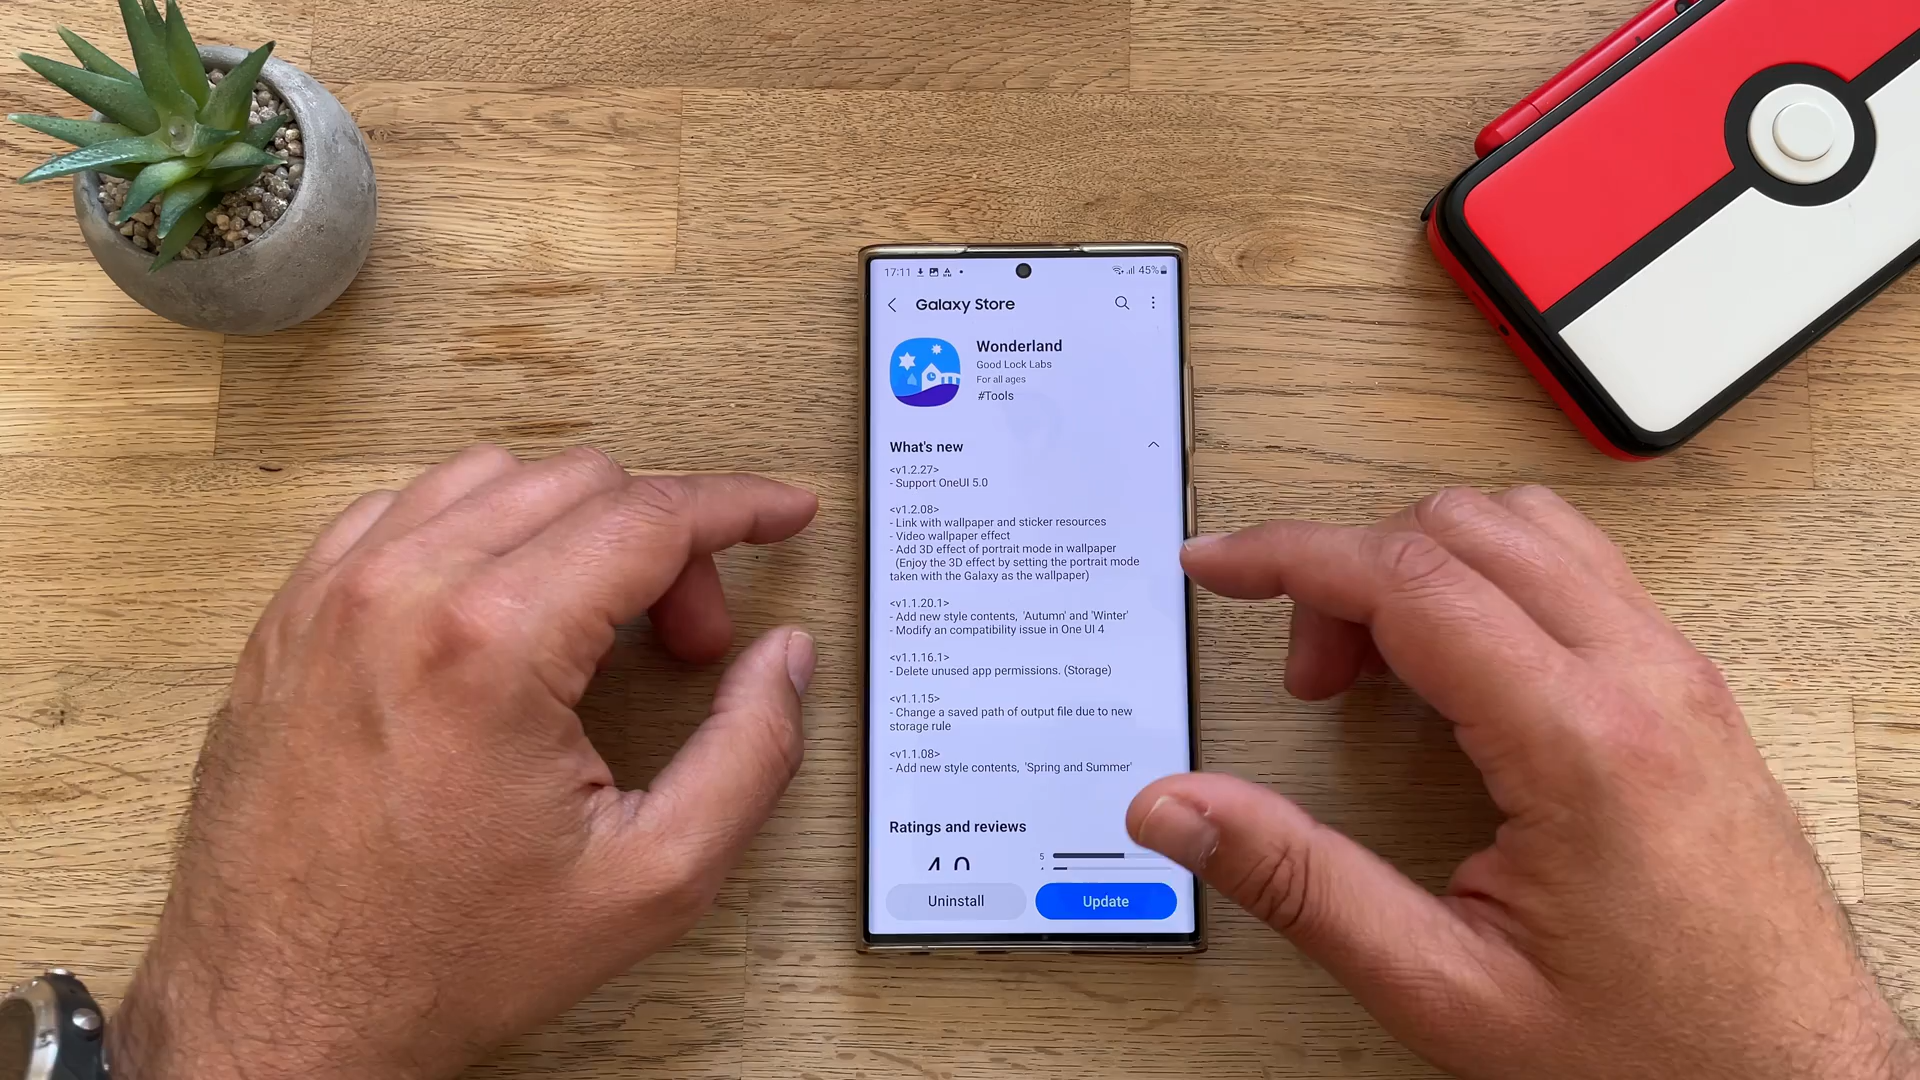 17:11
45%
Galaxy Store
Wonderland
Good Lock Labs
For all ages
#Tools
What's new
<v1.2.27>
- Support OneUI 5.0
<v1.2.08>
- Link with wallpaper and sticker resources
- Video wallpaper effect
- Add 3D effect of portrait mode in wallpaper
(Enjoy the 3D effect by setting the portrait mode
taken with the Galaxy as the wallpaper)
<v1.1.20.1>
- Add new style contents, 'Autumn' and 'Winter'
- Modify an compatibility issue in One UI 4
<v1.1.16.1>
- Delete unused app permissions. (Storage)
<v1.1.15>
- Change a saved path of output file due to new
storage rule
<v1.1.08>
- Add new style contents, 'Spring and Summer'
Ratings and reviews
4.0
5
Uninstall
Update